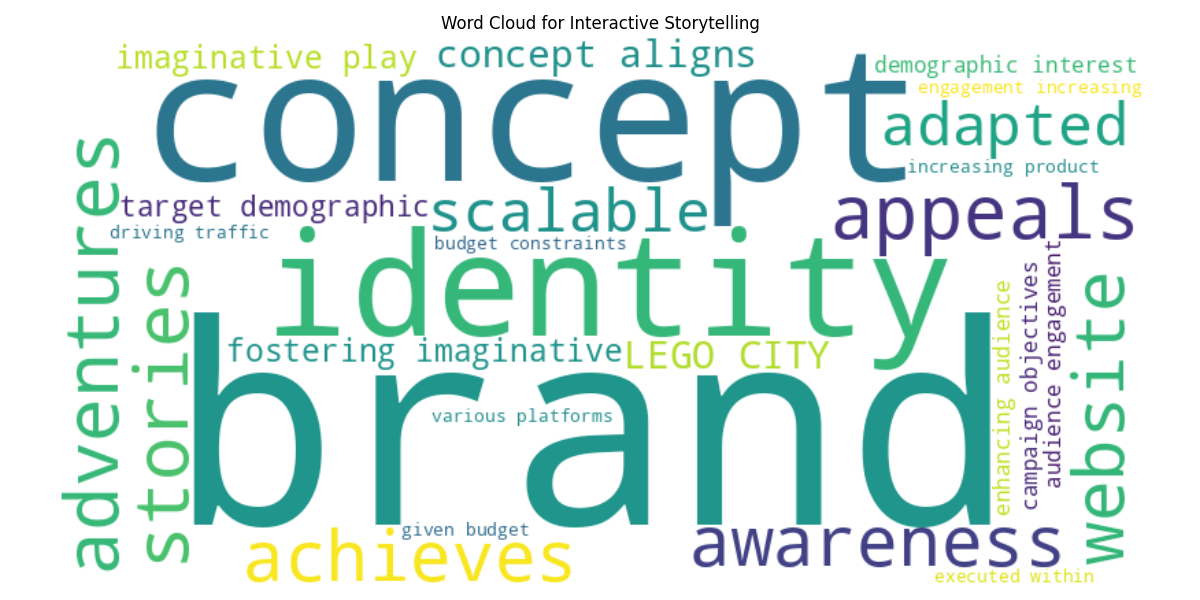 Word Cloud for Interactive Storytelling
imaginative play
concept aligns
demographic interest
engagement increasing
concept
adapted
increasing product
adventures
target demographic
scalable
appeals
driving traffic
budget constraints
identity
stories
fostering imaginative
LEGO CITY
enhancing audience
campaign objectives
audience engagement
website
brand
various platforms
given budget
achieves
awareness
executed within